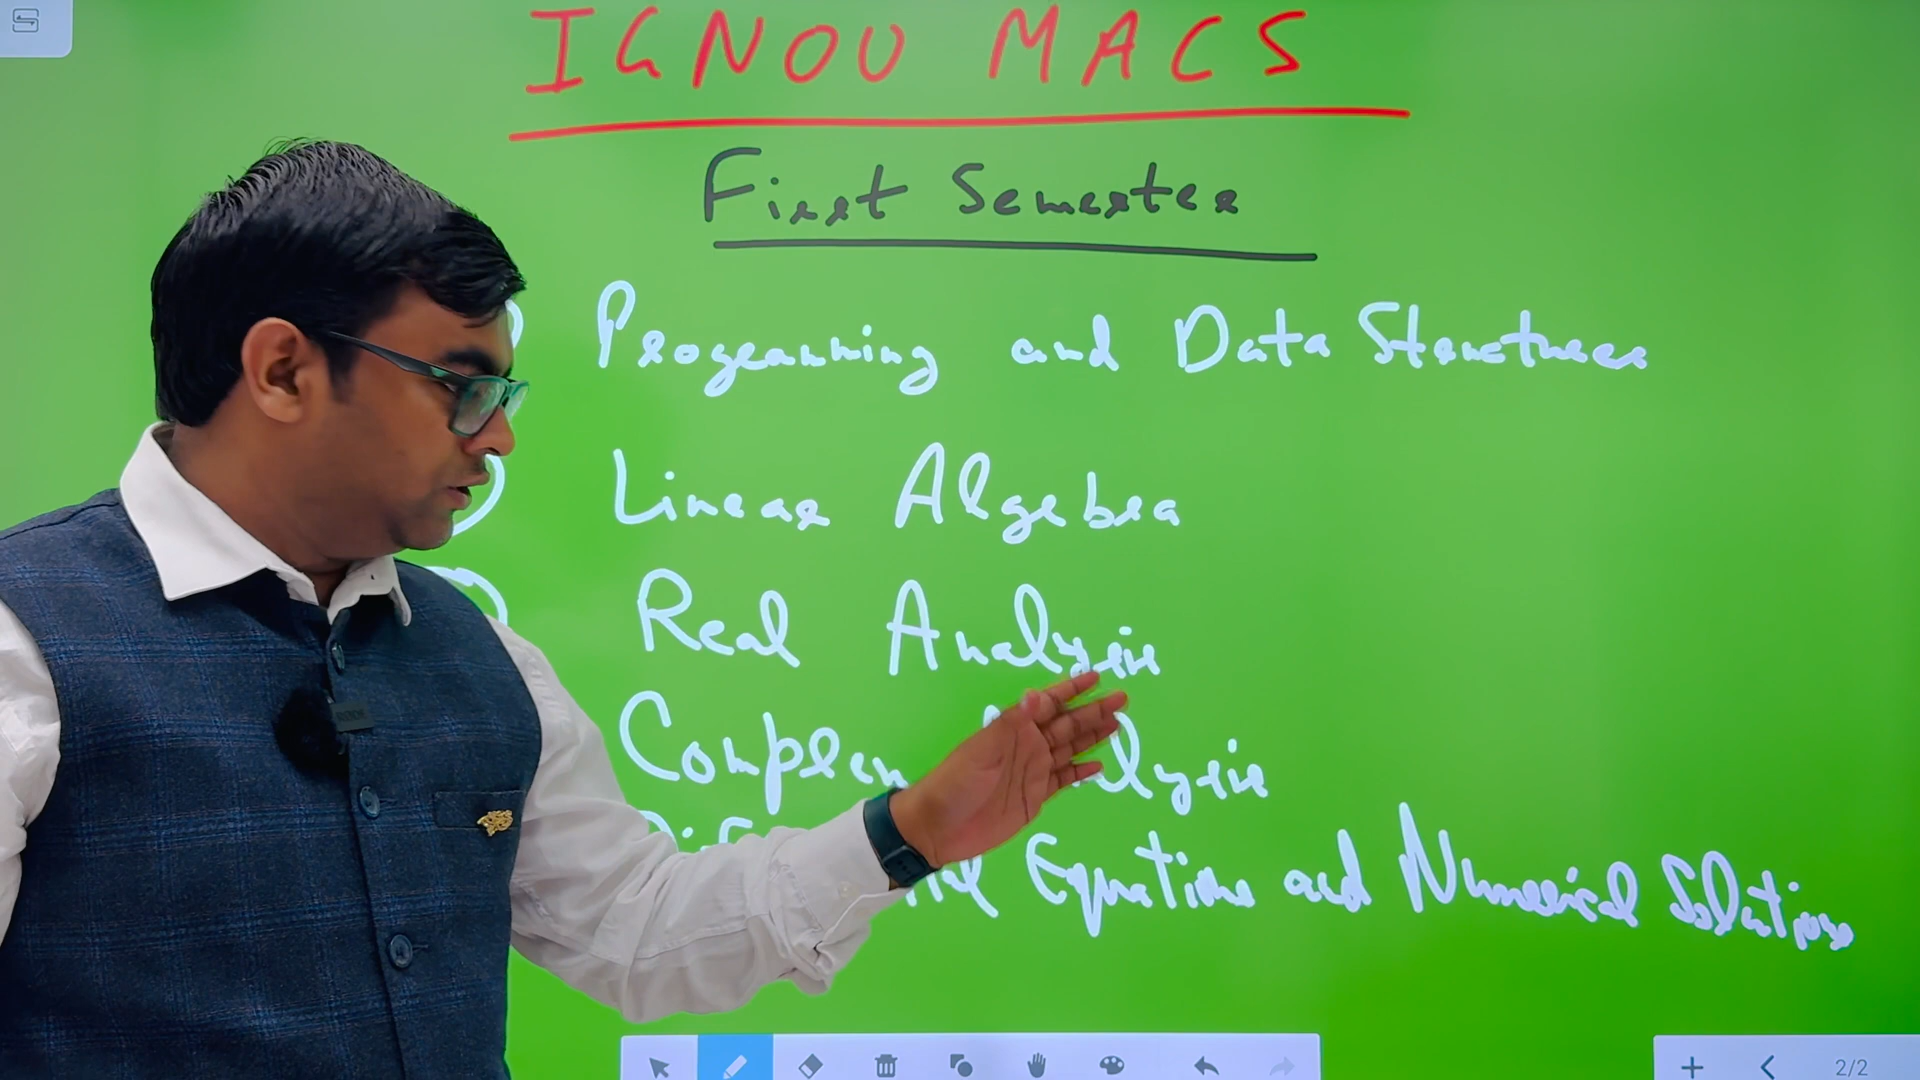 IGNOU MACS
First Semester
Programming and Data Structures
Linear Algebra
Real Analysis
Complex Analysis
Equations and Numerical Solutions
2/2